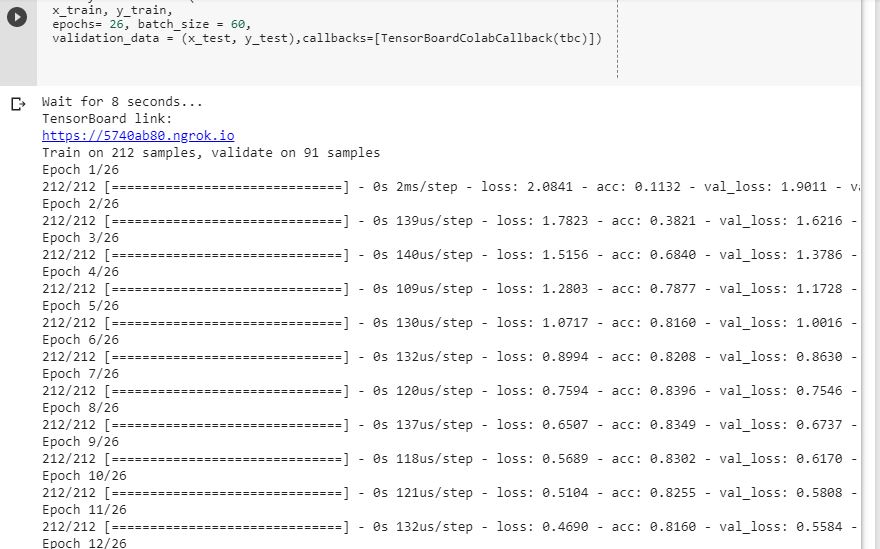 x_train, y_train,
epochs= 26, batch_size = 60,
validation_data = (x_test, y_test),callbacks=[TensorBoardColabCallback(tbc)])
Wait for 8 seconds...
TensorBoard link:
https://5740ab80.ngrok.io
Train on 212 samples, validate on 91 samples
Epoch 1/26
212/212 [==============================] - 0s 2ms/step - loss: 2.0841 - acc: 0.1132 - val_loss: 1.9011 - v
Epoch 2/26
212/212 [==============================] - 0s 139us/step - loss: 1.7823 - acc: 0.3821 - val_loss: 1.6216 -
Epoch 3/26
212/212 [==============================] - 0s 140us/step - loss: 1.5156 - acc: 0.6840 - val_loss: 1.3786 -
Epoch 4/26
212/212 [==============================] - 0s 109us/step - loss: 1.2803 - acc: 0.7877 - val_loss: 1.1728 -
Epoch 5/26
212/212 [==============================] - 0s 130us/step - loss: 1.0717 - acc: 0.8160 - val_loss: 1.0016 -
Epoch 6/26
212/212 [==============================] - 0s 132us/step - loss: 0.8994 - acc: 0.8208 - val_loss: 0.8630 -
Epoch 7/26
212/212 [==============================] - 0s 120us/step - loss: 0.7594 - acc: 0.8396 - val_loss: 0.7546 -
Epoch 8/26
212/212 [==============================] - 0s 137us/step - loss: 0.6507 - acc: 0.8349 - val_loss: 0.6737 -
Epoch 9/26
212/212 [==============================] - 0s 118us/step - loss: 0.5689 - acc: 0.8302 - val_loss: 0.6170 -
Epoch 10/26
212/212 [==============================] - 0s 121us/step - loss: 0.5104 - acc: 0.8255 - val_loss: 0.5808 -
Epoch 11/26
212/212 [==============================] - 0s 132us/step - loss: 0.4690 - acc: 0.8160 - val_loss: 0.5584 -
Epoch 12/26